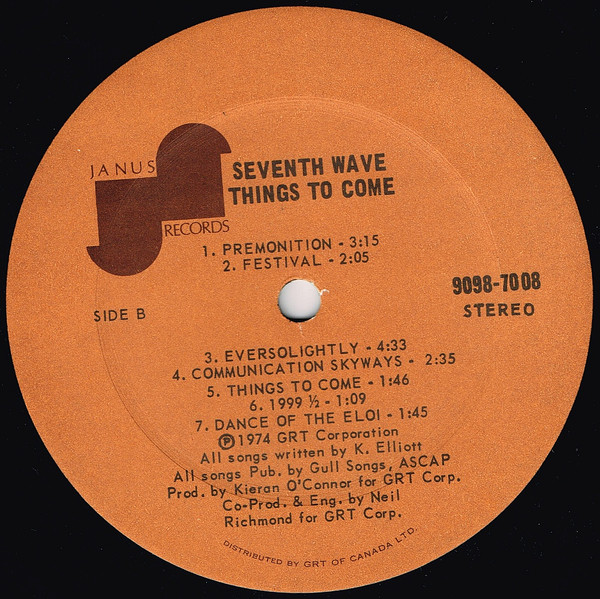 JANUS
RECORDS
SEVENTH WAVE
THINGS TO COME
1. PREMONITION - 3:15
2. FESTIVAL - 2:05
9098-7008
STEREO
SIDE B
3. EVERSOLIGHTLY - 4:33
4. COMMUNICATION SKYWAYS - 2:35
5. THINGS TO COME - 1:46
6. 1999 ½ - 1:09
7. DANCE OF THE ELOI - 1:45
Ⓟ1974 GRT Corporation
All songs written by K. Elliott
All songs Pub. by Gull Songs, ASCAP
Prod. by Kieran O'Connor for GRT Corp.
Co-Prod. & Eng. by Neil
Richmond for GRT Corp.
DISTRIBUTED BY GRT OF CANADA LTD.